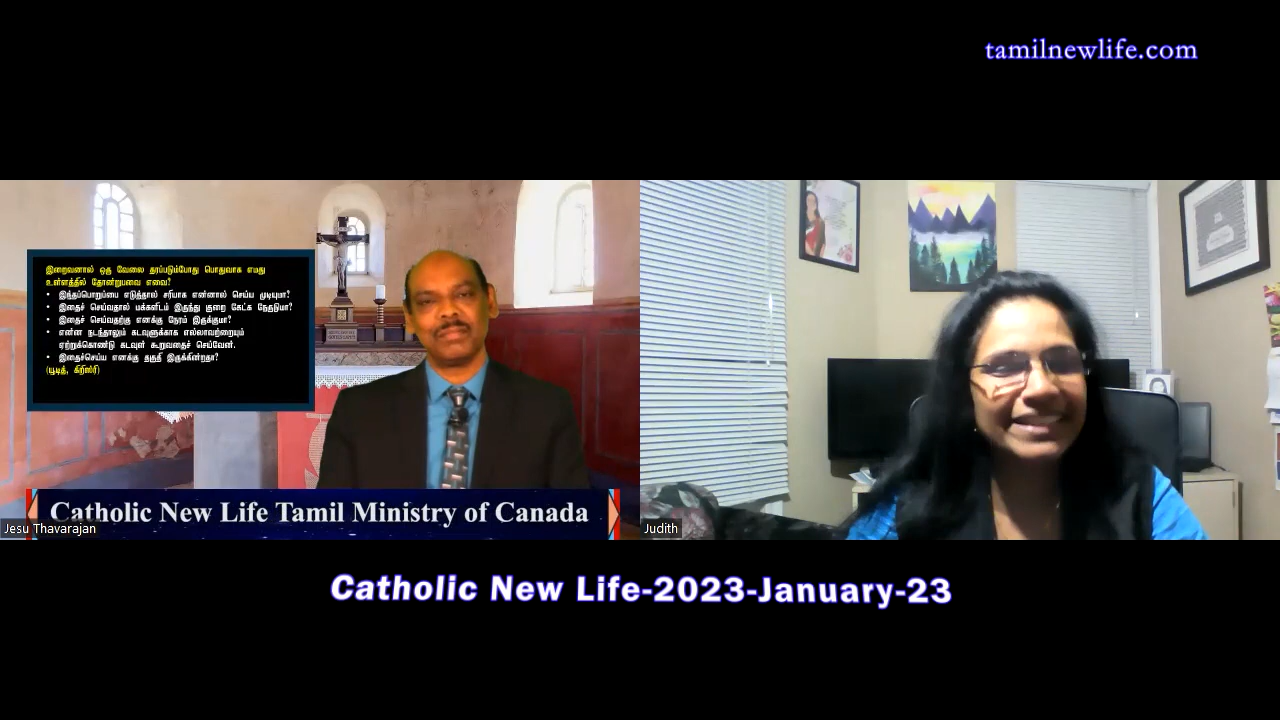 tamilnewlife.com
இறைவனால் ஒரு வேலை தரப்படும்போது பொதுவாக எமது
உள்ளத்தில் தோன்றுபவை எவை?
• இந்தப்பொறுப்பை எடுத்தால் சரியாக என்னால் செய்ய முடியுமா?
• இதைச் செய்வதால் மக்களிடம் இருந்து குறை கேட்க நேரடுமா?
• இதைச் செய்வதற்கு எனக்கு நேரம் இருக்குமா?
• என்ன நடந்தாலும் கடவுளுக்காக எல்லாவற்றையும்
ஏற்றுக்கொண்டு கடவுள் கூறுவதைச் செய்வேன்.
• இதைச்செய்ய எனக்கு தகுதி இருக்கின்றதா?
(யூடித், கிறிஸ்ரி)
Catholic New Life Tamil Ministry of Canada
Jesu Thavarajan
Judith
Catholic New Life-2023-January-23